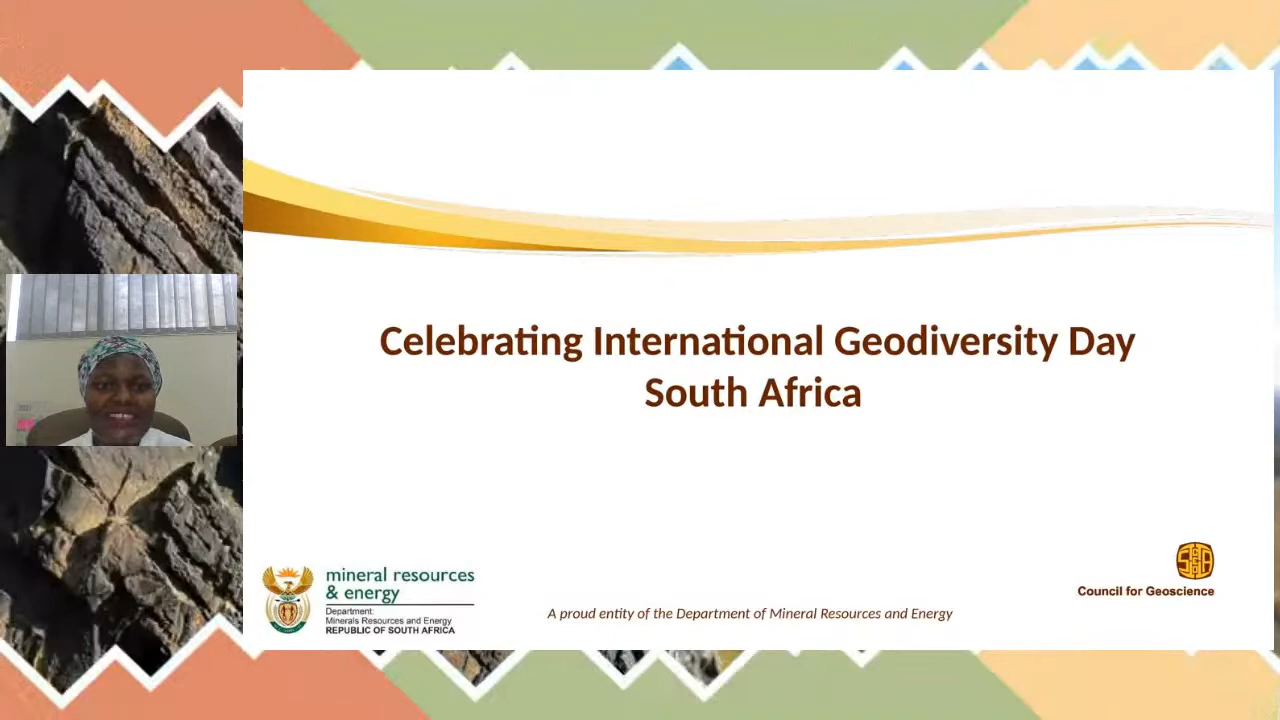 Celebrating International Geodiversity Day
South Africa
mineral resources
& energy
Department:
Minerals Resources and Energy
REPUBLIC OF SOUTH AFRICA
A proud entity of the Department of Mineral Resources and Energy
Council for Geoscience